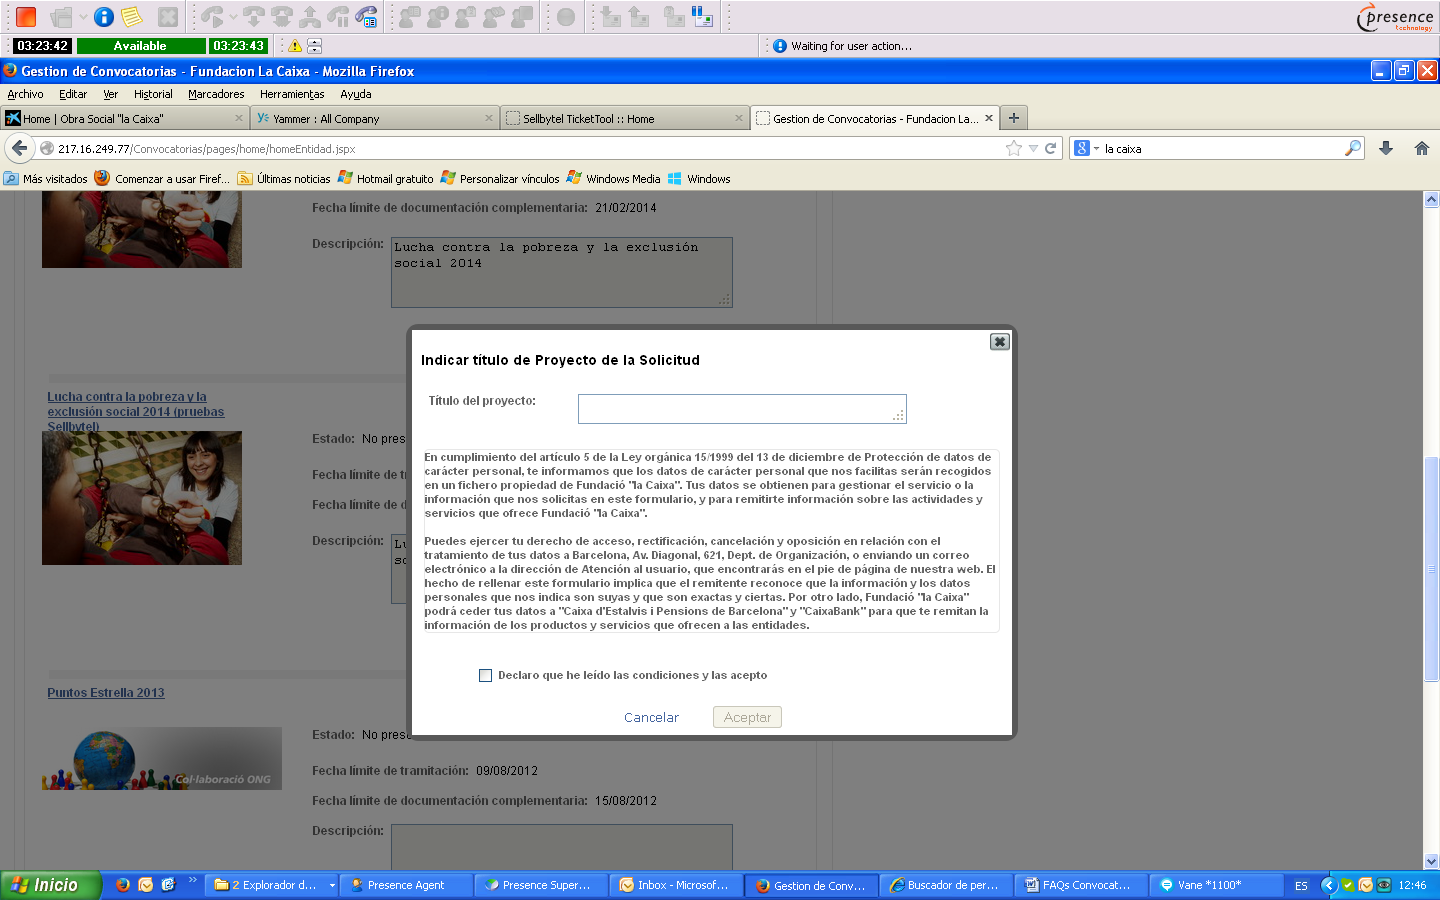 presence
technology
03:23:42 Available 03:23:43 Waiting for user action...
Gestion de Convocatorias - Fundacion La Caixa - Mozilla Firefox
Archivo Editar Ver Historial Marcadores Herramientas Ayuda
Home | Obra Social "la Caixa" Yammer : All Company Sellbytel TicketTool :: Home Gestion de Convocatorias - Fundacion La...
217.16.249.77/Convocatorias/pages/home/homeEntidad.jspx la caixa
Más visitados Comenzar a usar Firef... Últimas noticias Hotmail gratuito Personalizar vínculos Windows Media Windows
Fecha límite de documentación complementaria: 21/02/2014
Descripción: Lucha contra la pobreza y la exclusión
social 2014
Indicar título de Proyecto de la Solicitud
Título del proyecto:
En cumplimiento del artículo 5 de la Ley orgánica 15/1999 del 13 de diciembre de Protección de datos de
carácter personal, te informamos que los datos de carácter personal que nos facilitas serán recogidos
en un fichero propiedad de Fundació "la Caixa". Tus datos se obtienen para gestionar el servicio o la
información que nos solicitas en este formulario, y para remitirte información sobre las actividades y
servicios que ofrece Fundació "la Caixa".
Puedes ejercer tu derecho de acceso, rectificación, cancelación y oposición en relación con el
tratamiento de tus datos a Barcelona, Av. Diagonal, 621, Dept. de Organización, o enviando un correo
electrónico a la dirección de Atención al usuario, que encontrarás en el pie de página de nuestra web. El
hecho de rellenar este formulario implica que el remitente reconoce que la información y los datos
personales que nos indica son suyas y que son exactas y ciertas. Por otro lado, Fundació "la Caixa"
podrá ceder tus datos a "Caixa d'Estalvis i Pensions de Barcelona" y "CaixaBank" para que te remitan la
información de los productos y servicios que ofrecen a las entidades.
Declaro que he leído las condiciones y las acepto
Cancelar Aceptar
Lucha contra la pobreza y la
exclusión social 2014 (pruebas
Sellbytel)
Estado: No pres
Fecha límite de t
Fecha límite de d
Descripción: Lu
so
Puntos Estrella 2013
Col·laboració ONG
Estado: No prese
Fecha límite de tramitación: 09/08/2012
Fecha límite de documentación complementaria: 15/08/2012
Descripción:
Inicio 2 Explorador d... Presence Agent Presence Super... Inbox - Microsof... Gestion de Conv... Buscador de per... FAQs Convocat... Vane *1100* ES 12:46